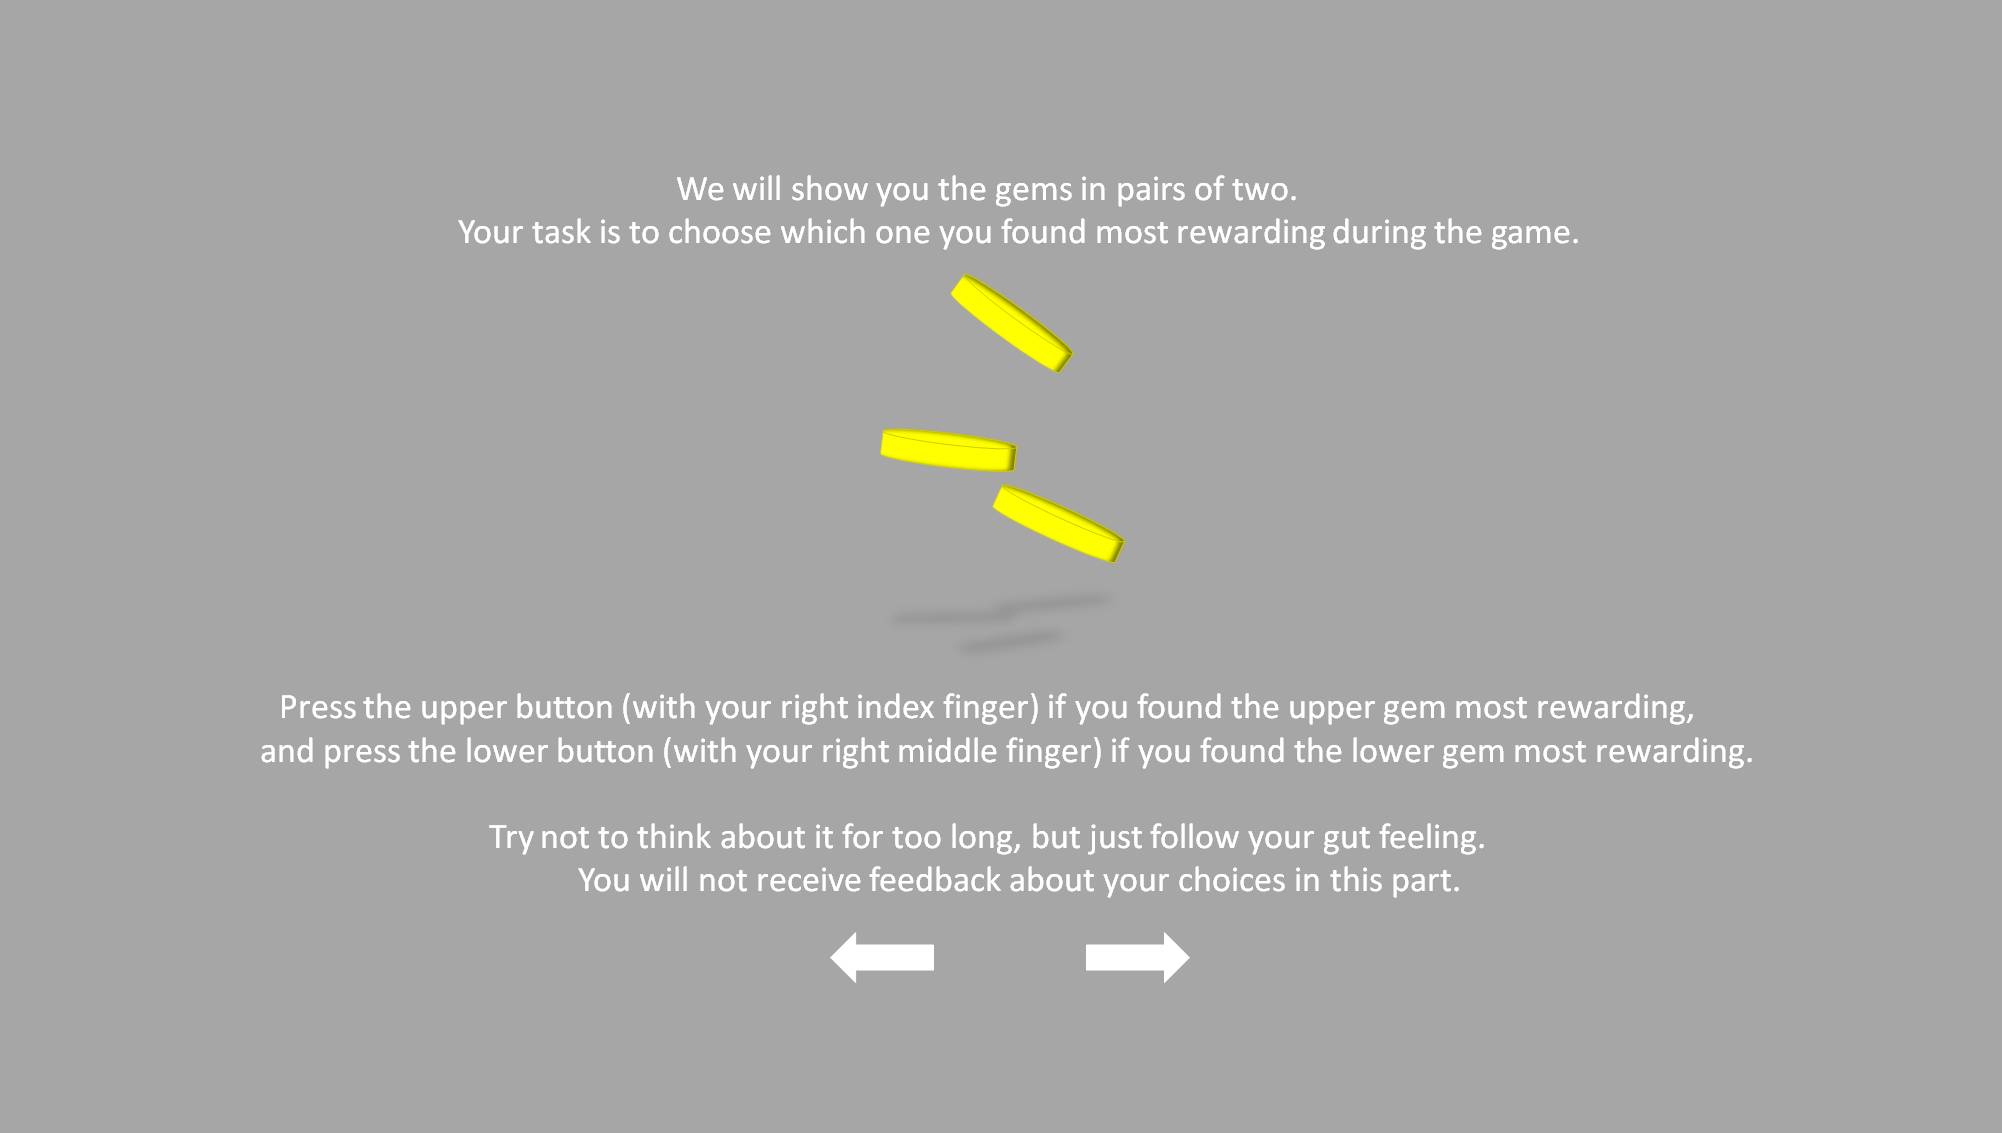 We will show you the gems in pairs of two.
Your task is to choose which one you found most rewarding during the game.
Press the upper button (with your right index finger) if you found the upper gem most rewarding,
and press the lower button (with your right middle finger) if you found the lower gem most rewarding.
Try not to think about it for too long, but just follow your gut feeling.
You will not receive feedback about your choices in this part.